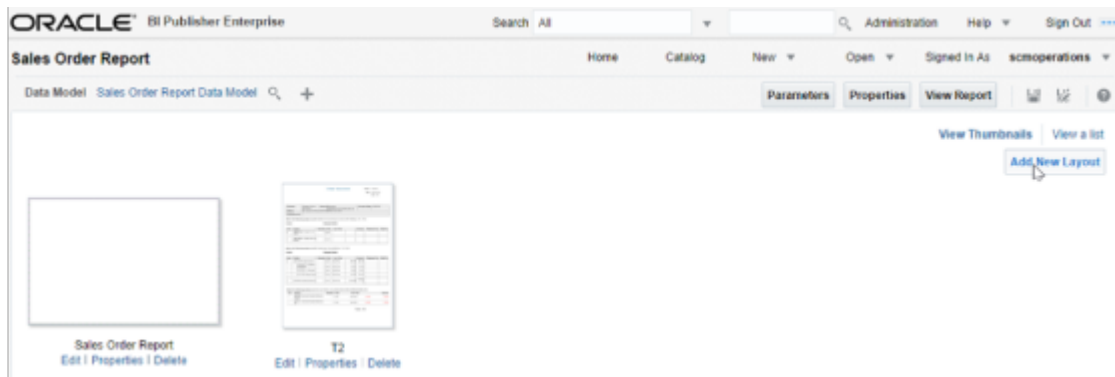 ORACLE BI Publisher Enterprise Search All Administration Help Sign Out
Sales Order Report Home Catalog New Open Signed In As scmoperations
Data Model Sales Order Report Data Model Parameters Properties View Report
View Thumbnails View a list
Add New Layout
Sales Order Report T2
Edit | Properties | Delete Edit | Properties | Delete